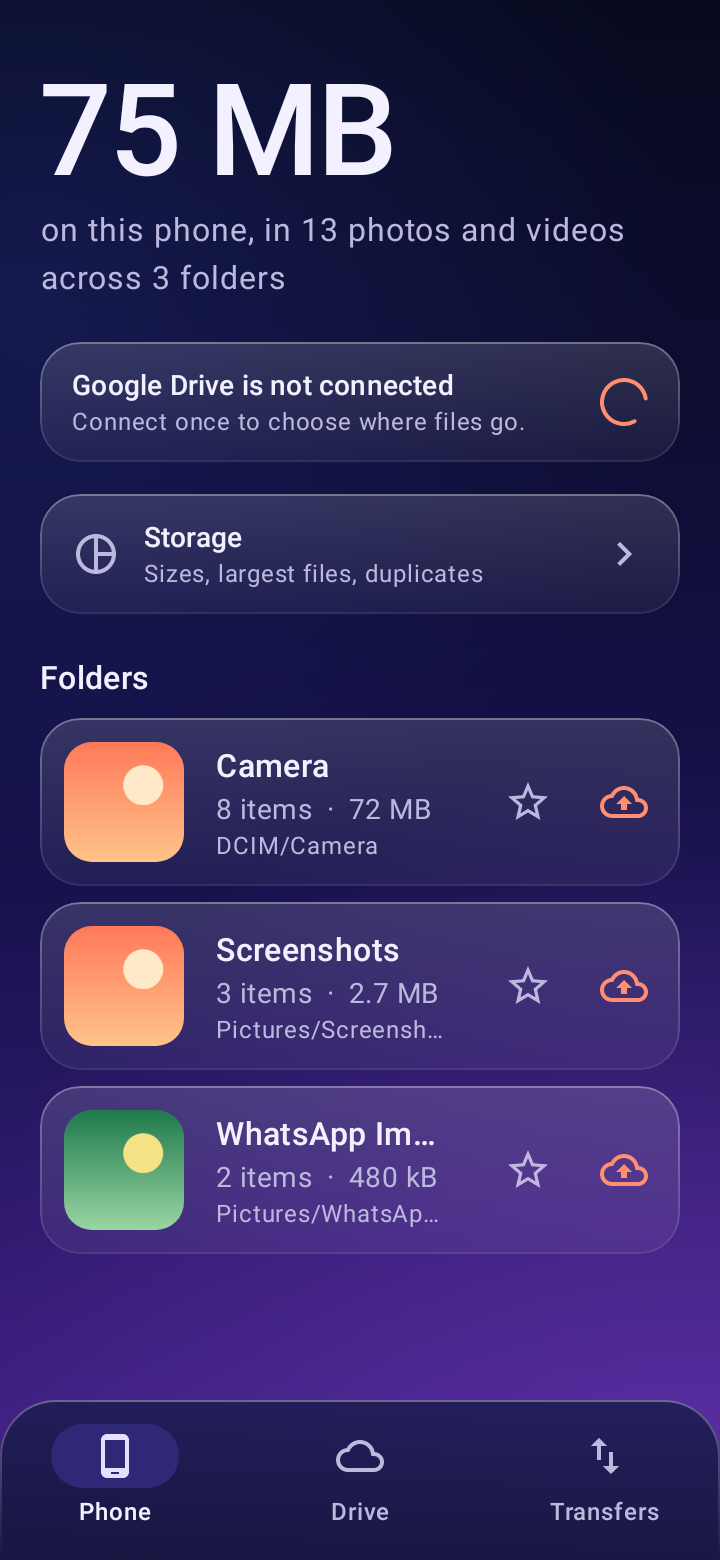 75 MB
on this phone, in 13 photos and videos
across 3 folders
Google Drive is not connected
Connect once to choose where files go.
Storage
Sizes, largest files, duplicates
Folders
Camera
8 items · 72 MB
DCIM/Camera
Screenshots
3 items · 2.7 MB
Pictures/Screensh…
WhatsApp Im…
2 items · 480 kB
Pictures/WhatsAp…
Phone
Drive
Transfers